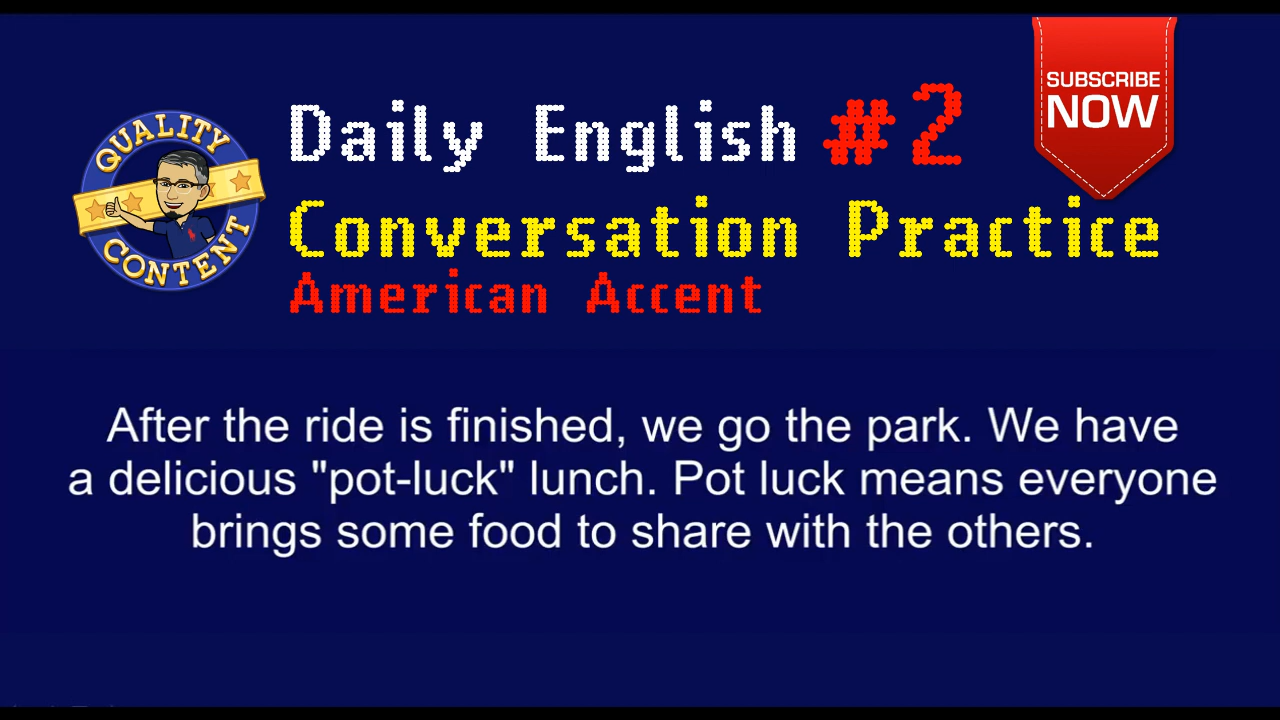 SUBSCRIBE
NOW
QUALITY
CONTENT
Daily English #2
Conversation Practice
American Accent
After the ride is finished, we go the park. We have
a delicious "pot-luck" lunch. Pot luck means everyone
brings some food to share with the others.